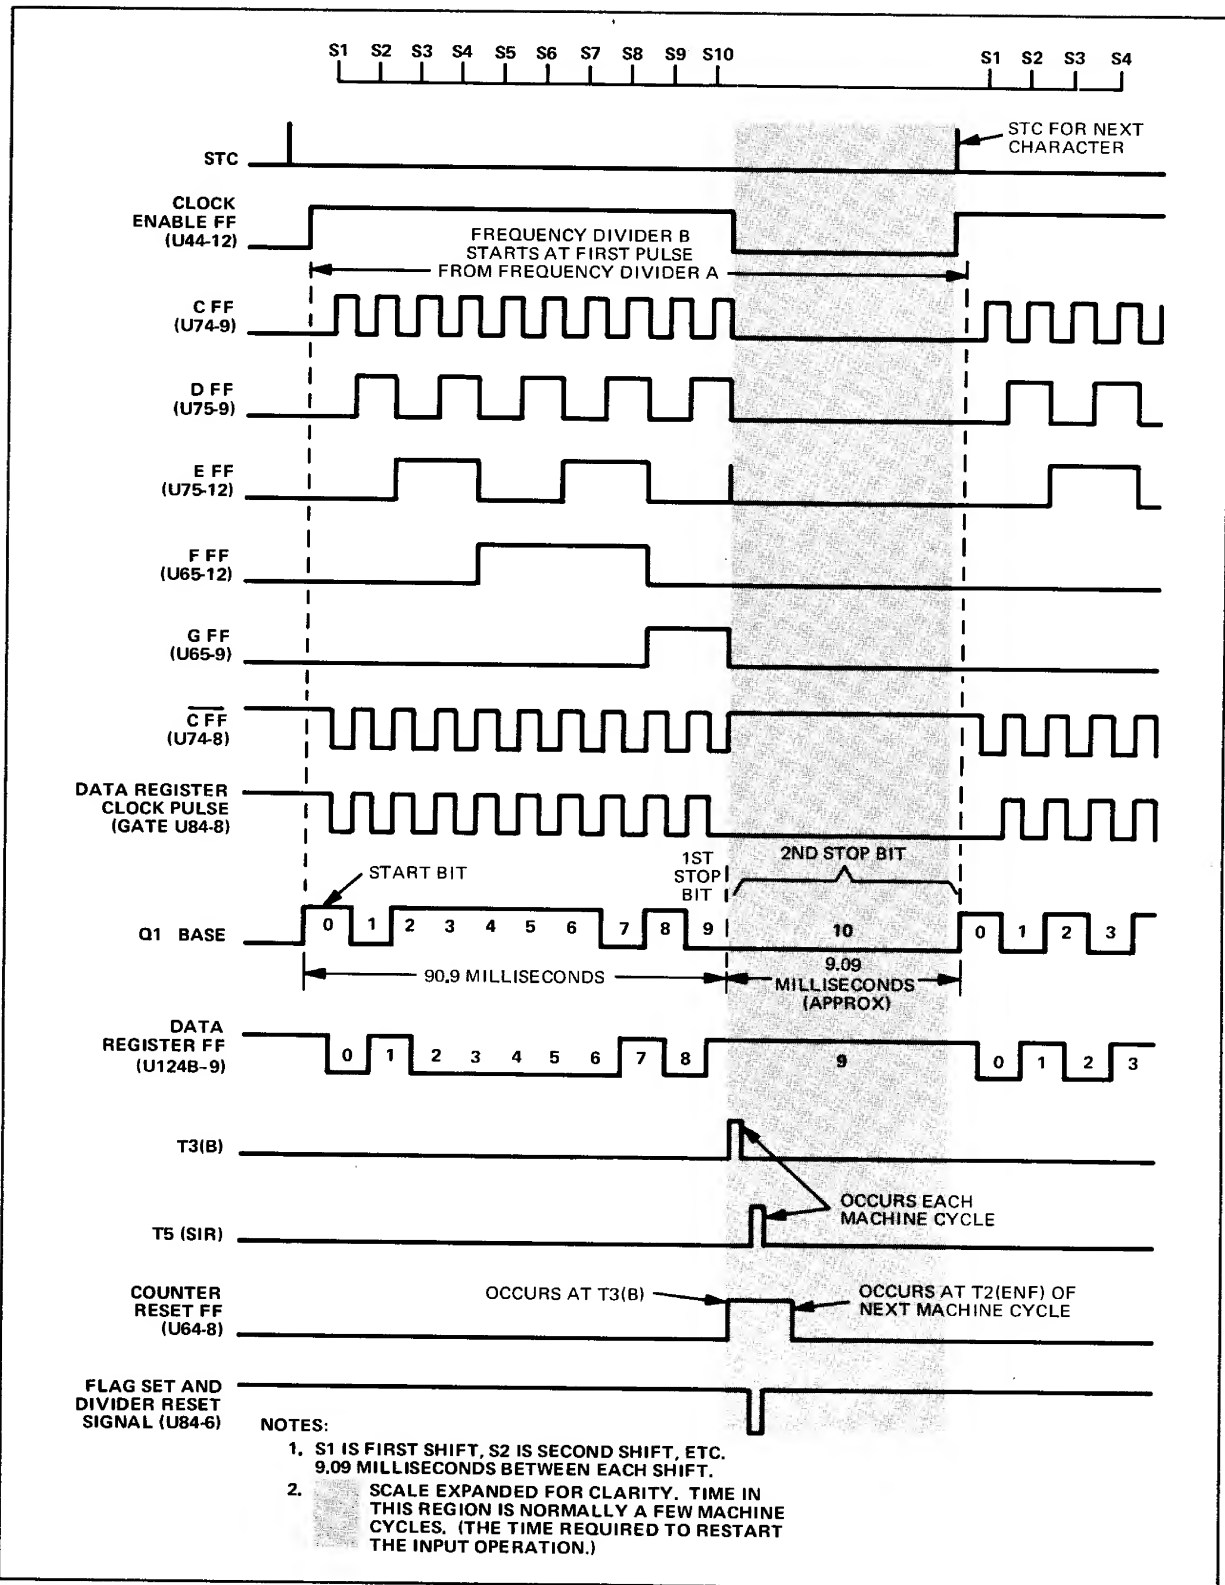 S1 S2 S3 S4 S5 S6 S7 S8 S9 S10 S1 S2 S3 S4
STC
STC FOR NEXT
CHARACTER
CLOCK
ENABLE FF
(U44-12)
FREQUENCY DIVIDER B
STARTS AT FIRST PULSE
FROM FREQUENCY DIVIDER A
C FF
(U74-9)
D FF
(U75-9)
E FF
(U75-12)
F FF
(U65-12)
G FF
(U65-9)
C FF
(U74-8)
DATA REGISTER
CLOCK PULSE
(GATE U84-8)
START BIT
1ST
STOP
BIT
2ND STOP BIT
Q1 BASE
0 1 2 3 4 5 6 7 8 9 10 0 1 2 3
90.9 MILLISECONDS
9.09
MILLISECONDS
(APPROX)
DATA
REGISTER FF
(U124B-9)
0 1 2 3 4 5 6 7 8 9 0 1 2 3
T3(B)
OCCURS EACH
MACHINE CYCLE
T5 (SIR)
COUNTER
RESET FF
(U64-8)
OCCURS AT T3(B)
OCCURS AT T2(ENF) OF
NEXT MACHINE CYCLE
FLAG SET AND
DIVIDER RESET
SIGNAL (U84-6)
NOTES:
1. S1 IS FIRST SHIFT, S2 IS SECOND SHIFT, ETC.
9.09 MILLISECONDS BETWEEN EACH SHIFT.
2. SCALE EXPANDED FOR CLARITY. TIME IN
THIS REGION IS NORMALLY A FEW MACHINE
CYCLES. (THE TIME REQUIRED TO RESTART
THE INPUT OPERATION.)